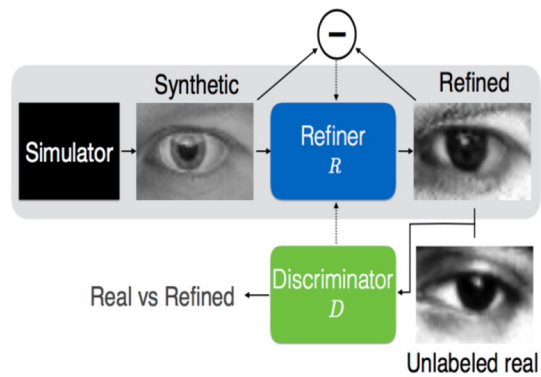 Synthetic
Refined
Simulator
Refiner
R
Discriminator
D
Real vs Refined
Unlabeled real